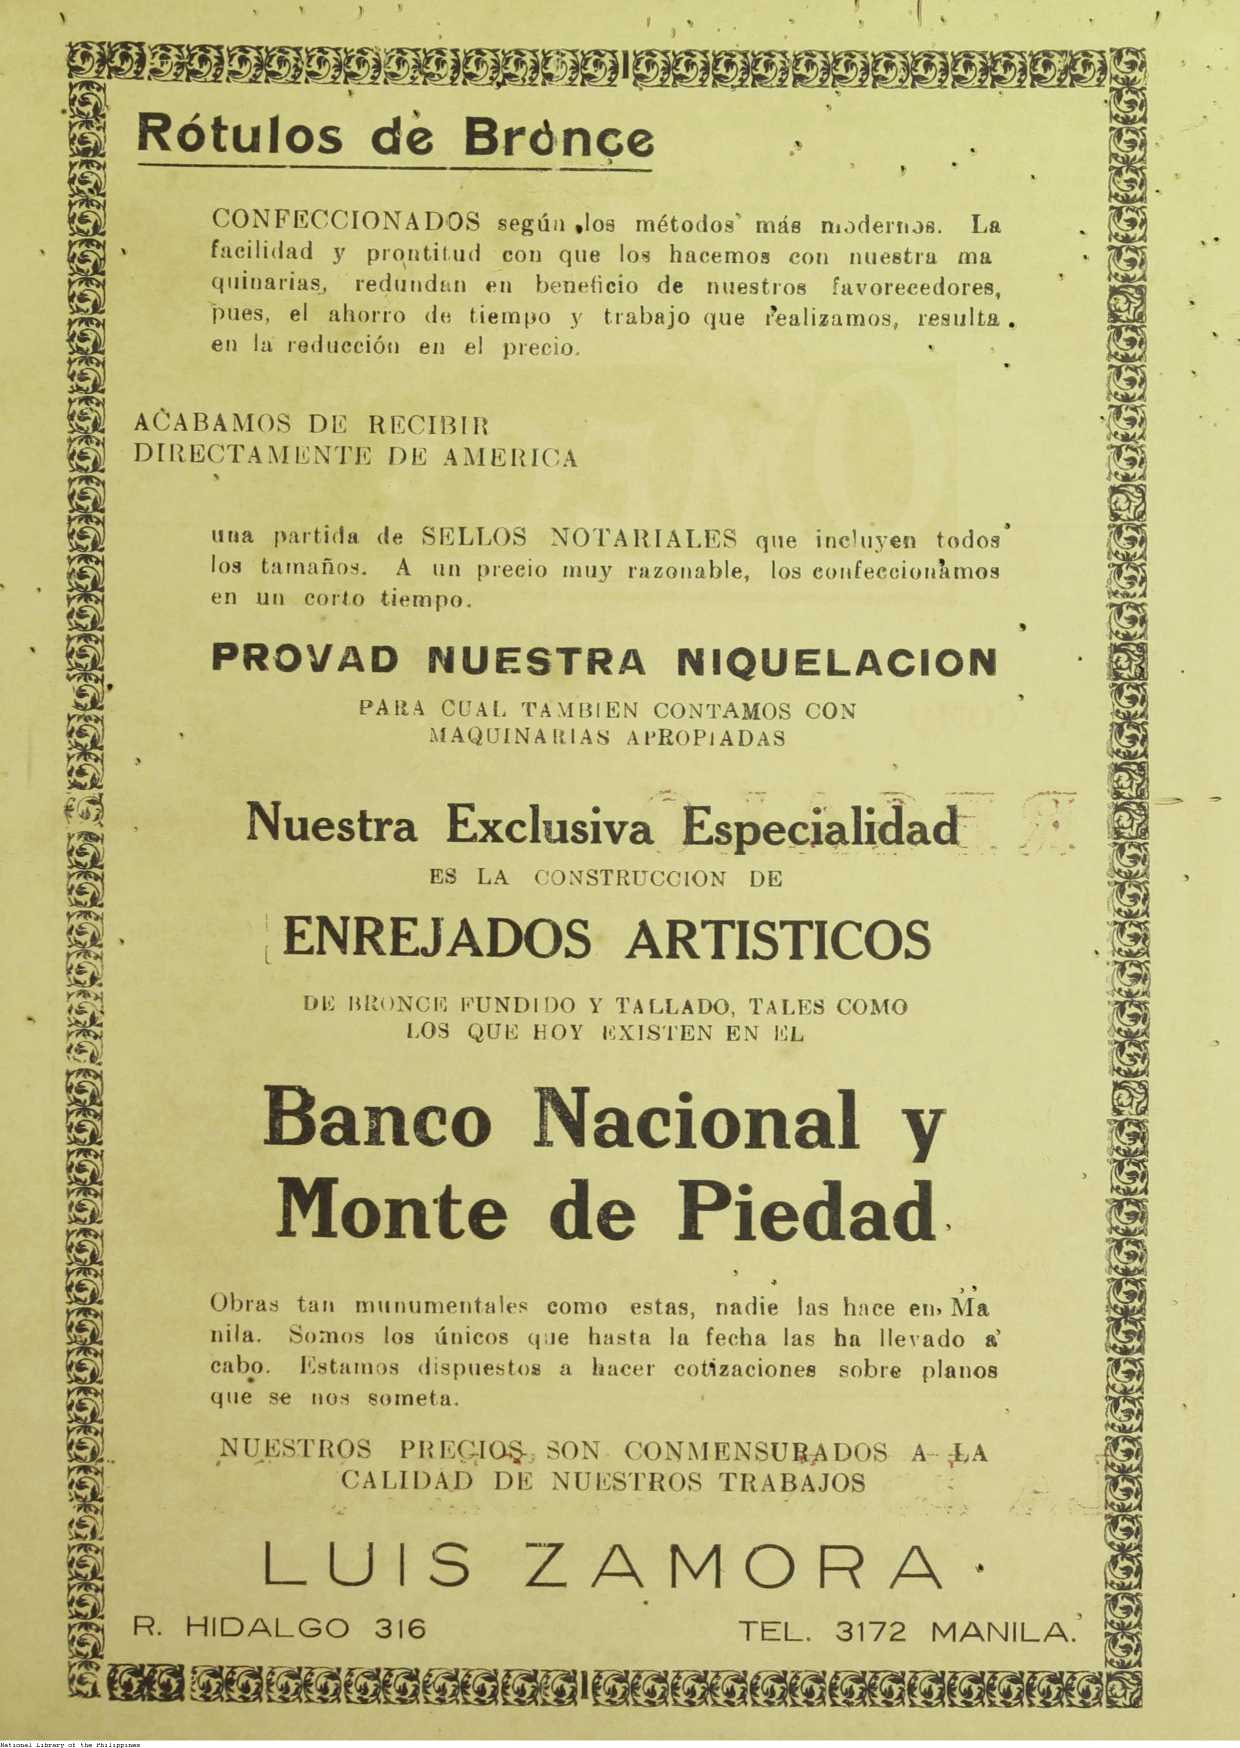 Rótulos de Bronce
CONFECCIONADOS según los métodos más modernos. La
facilidad y prontitud con que los hacemos con nuestra ma
quinarias, redundan en beneficio de nuestros favorecedores,
pues, el ahorro de tiempo y trabajo que realizamos, resulta
en la reducción en el precio.
ACABAMOS DE RECIBIR
DIRECTAMENTE DE AMERICA
una partida de SELLOS NOTARIALES que incluyen todos
los tamaños. A un precio muy razonable, los confeccionamos
en un corto tiempo.
PROVAD NUESTRA NIQUELACION
PARA CUAL TAMBIEN CONTAMOS CON
MAQUINARIAS APROPIADAS
Nuestra Exclusiva Especialidad
ES LA CONSTRUCCION DE
ENREJADOS ARTISTICOS
DE BRONCE FUNDIDO Y TALLADO, TALES COMO
LOS QUE HOY EXISTEN EN EL
Banco Nacional y
Monte de Piedad
Obras tan munumentales como estas, nadie las hace en Ma
nila. Somos los únicos que hasta la fecha las ha llevado a
cabo. Estamos dispuestos a hacer cotizaciones sobre planos
que se nos someta.
NUESTROS PRECIOS SON CONMENSURADOS A LA
CALIDAD DE NUESTROS TRABAJOS
LUIS ZAMORA
R. HIDALGO 316
TEL. 3172 MANILA.
National Library of the Philippines